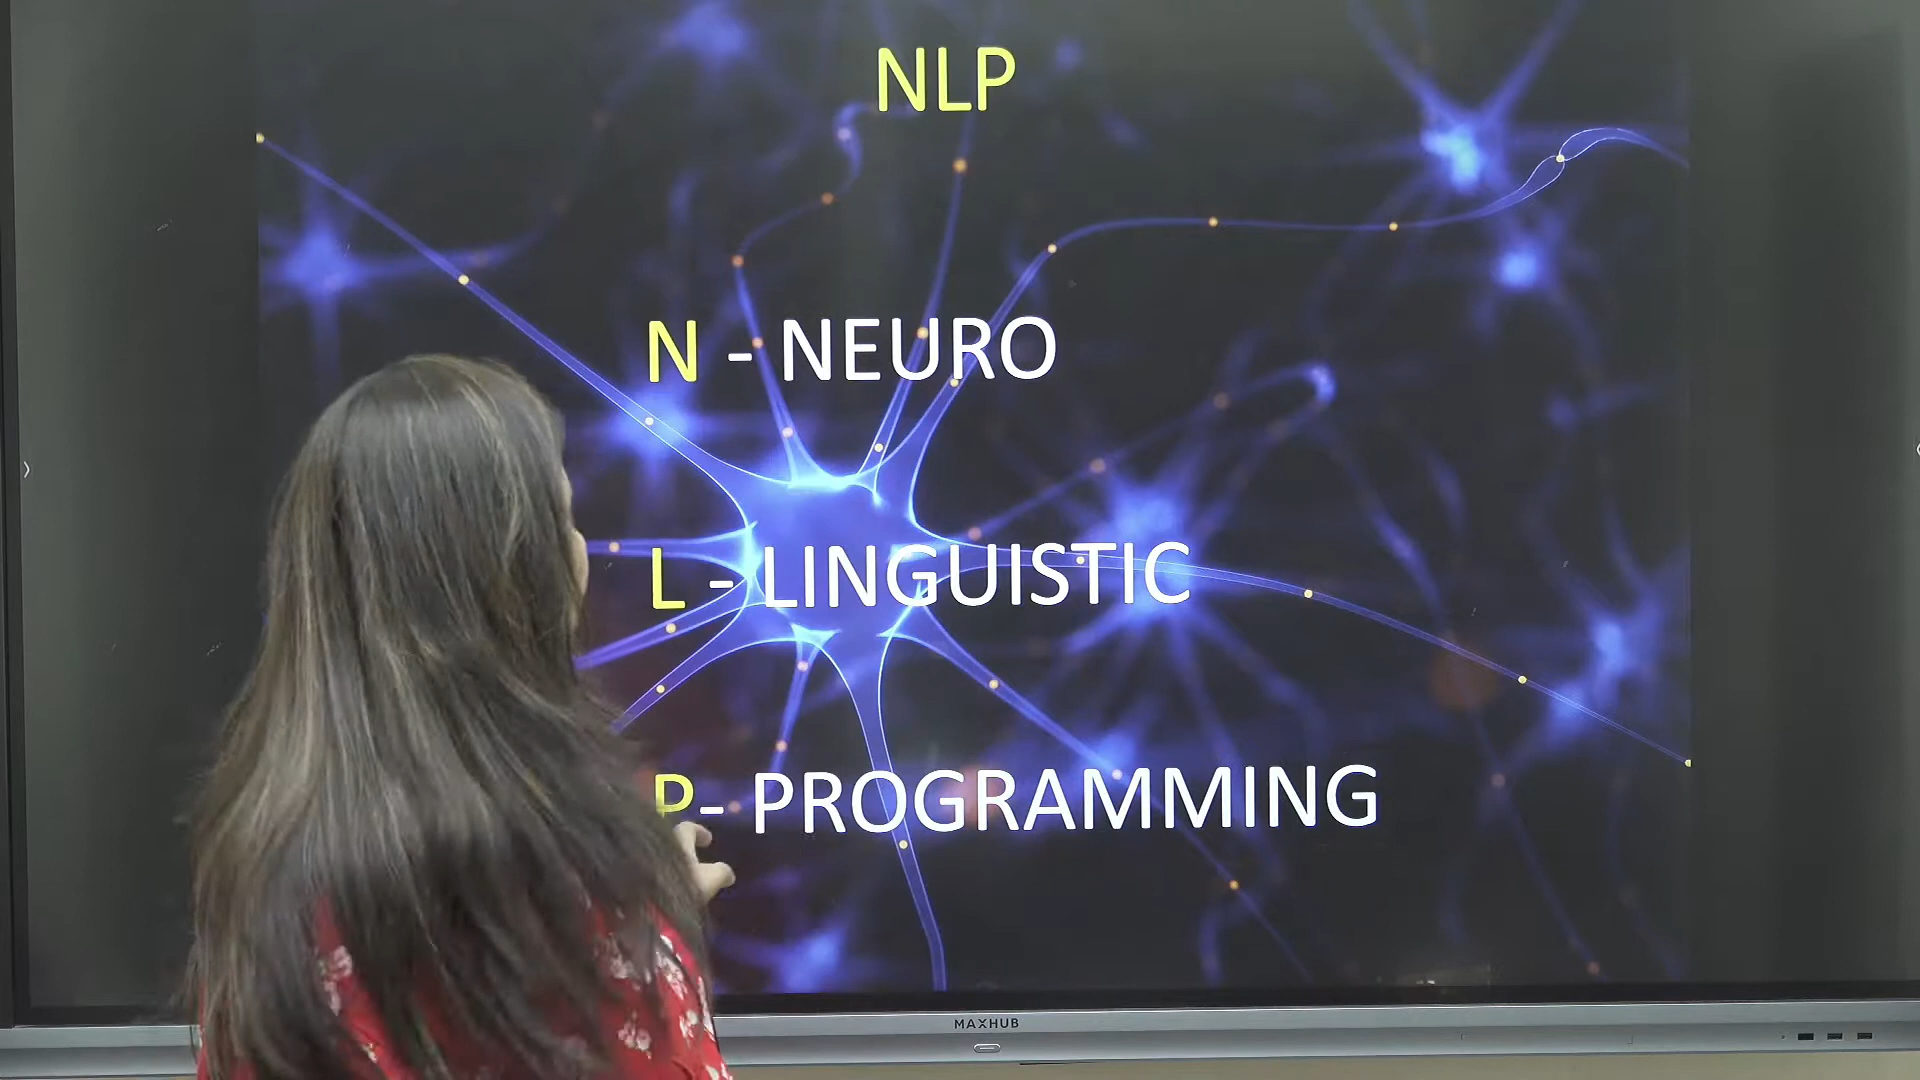 NLP
N - NEURO
L - LINGUISTIC
P- PROGRAMMING
MAXHUB